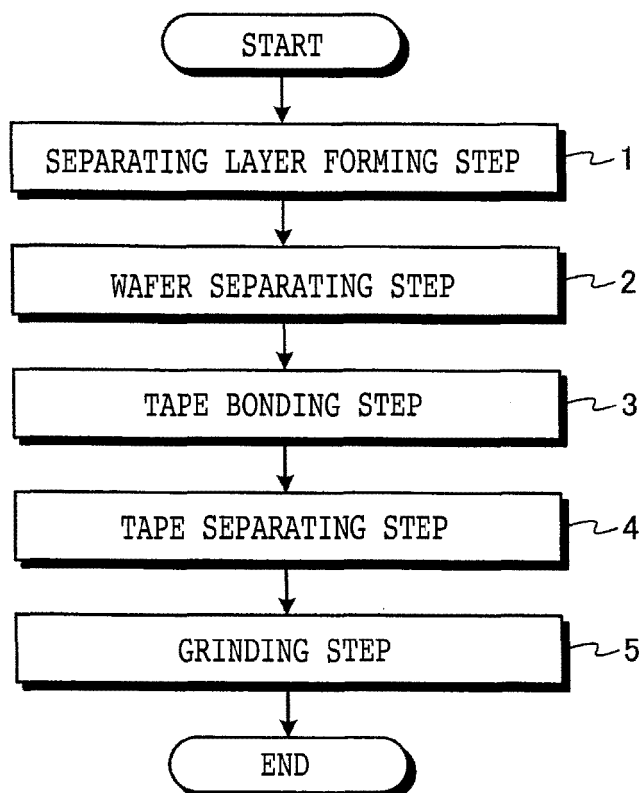 START
SEPARATING LAYER FORMING STEP 1
WAFER SEPARATING STEP 2
TAPE BONDING STEP 3
TAPE SEPARATING STEP 4
GRINDING STEP 5
END